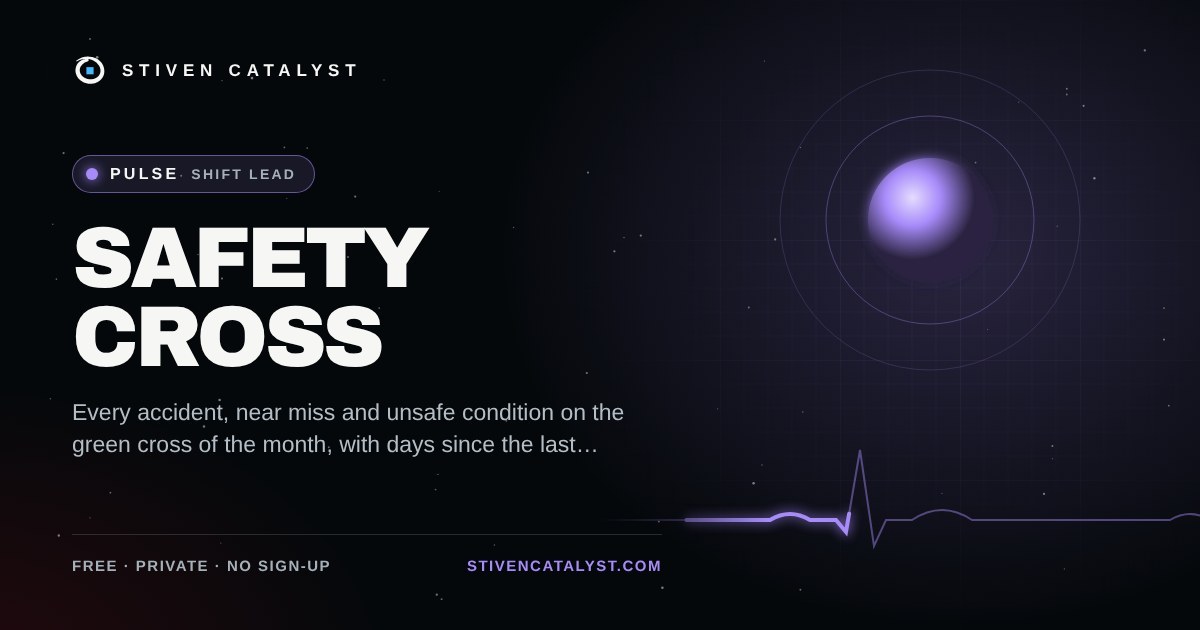 STIVEN CATALYST
PULSE · SHIFT LEAD
SAFETY
CROSS
Every accident, near miss and unsafe condition on the
green cross of the month, with days since the last…
FREE · PRIVATE · NO SIGN-UP
STIVENCATALYST.COM